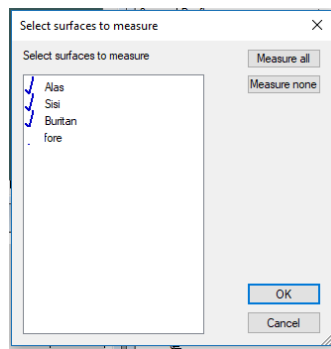 Select surfaces to measure
Select surfaces to measure
Measure all
Measure none
Alas
Sisi
Buritan
fore
OK
Cancel